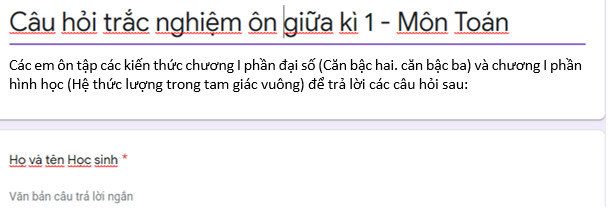 Câu hỏi trắc nghiệm ôn giữa kì 1 - Môn Toán
Các em ôn tập các kiến thức chương I phần đại số (Căn bậc hai. căn bậc ba) và chương I phần
hình học (Hệ thức lượng trong tam giác vuông) để trả lời các câu hỏi sau:
Họ và tên Học sinh *
Văn bản câu trả lời ngắn